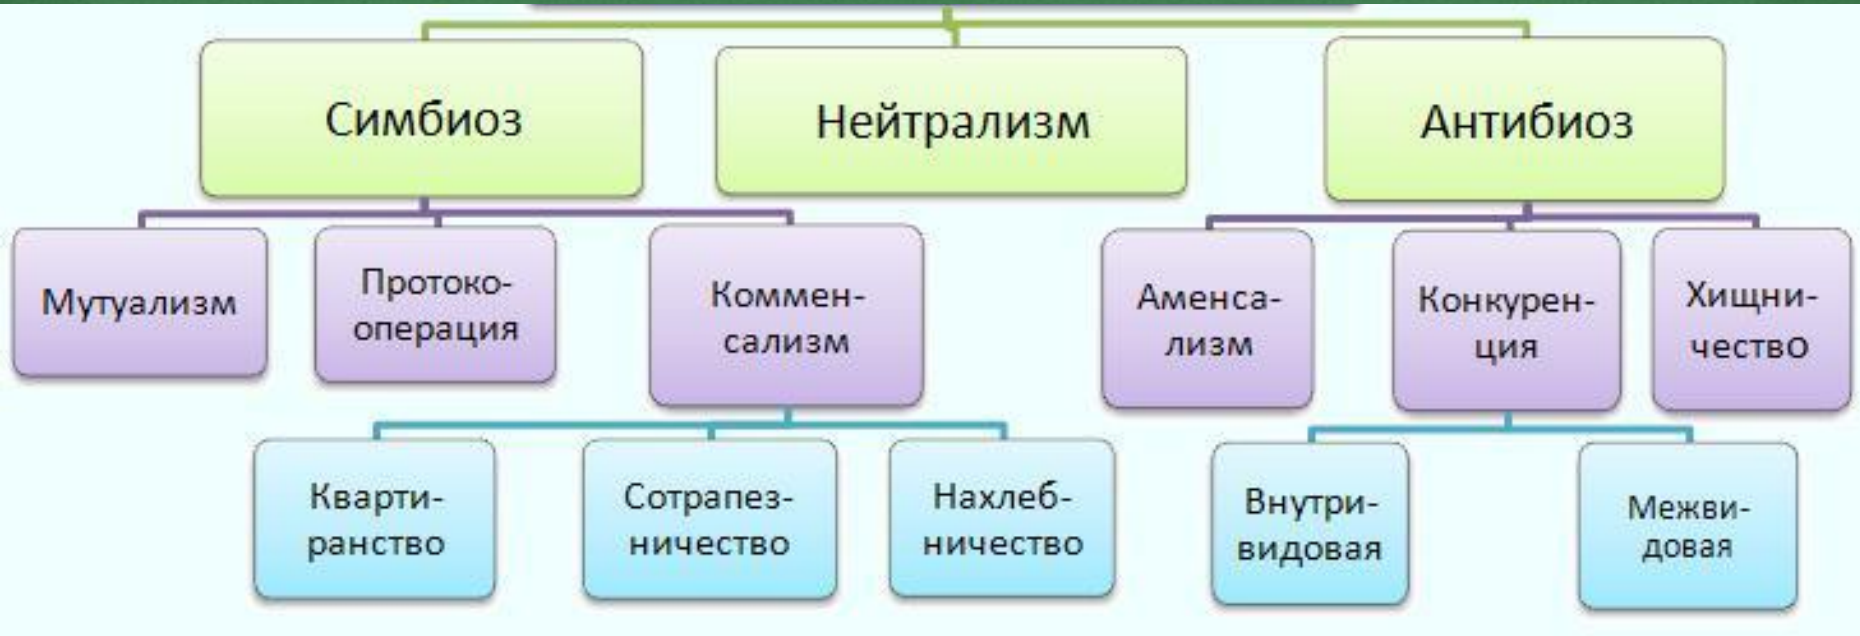 Симбиоз
Нейтрализм
Антибиоз
Мутуализм
Протоко-
операция
Коммен-
сализм
Аменса-
лизм
Конкурен-
ция
Хищни-
чество
Кварти-
ранство
Сотрапез-
ничество
Нахлеб-
ничество
Внутри-
видовая
Межви-
довая